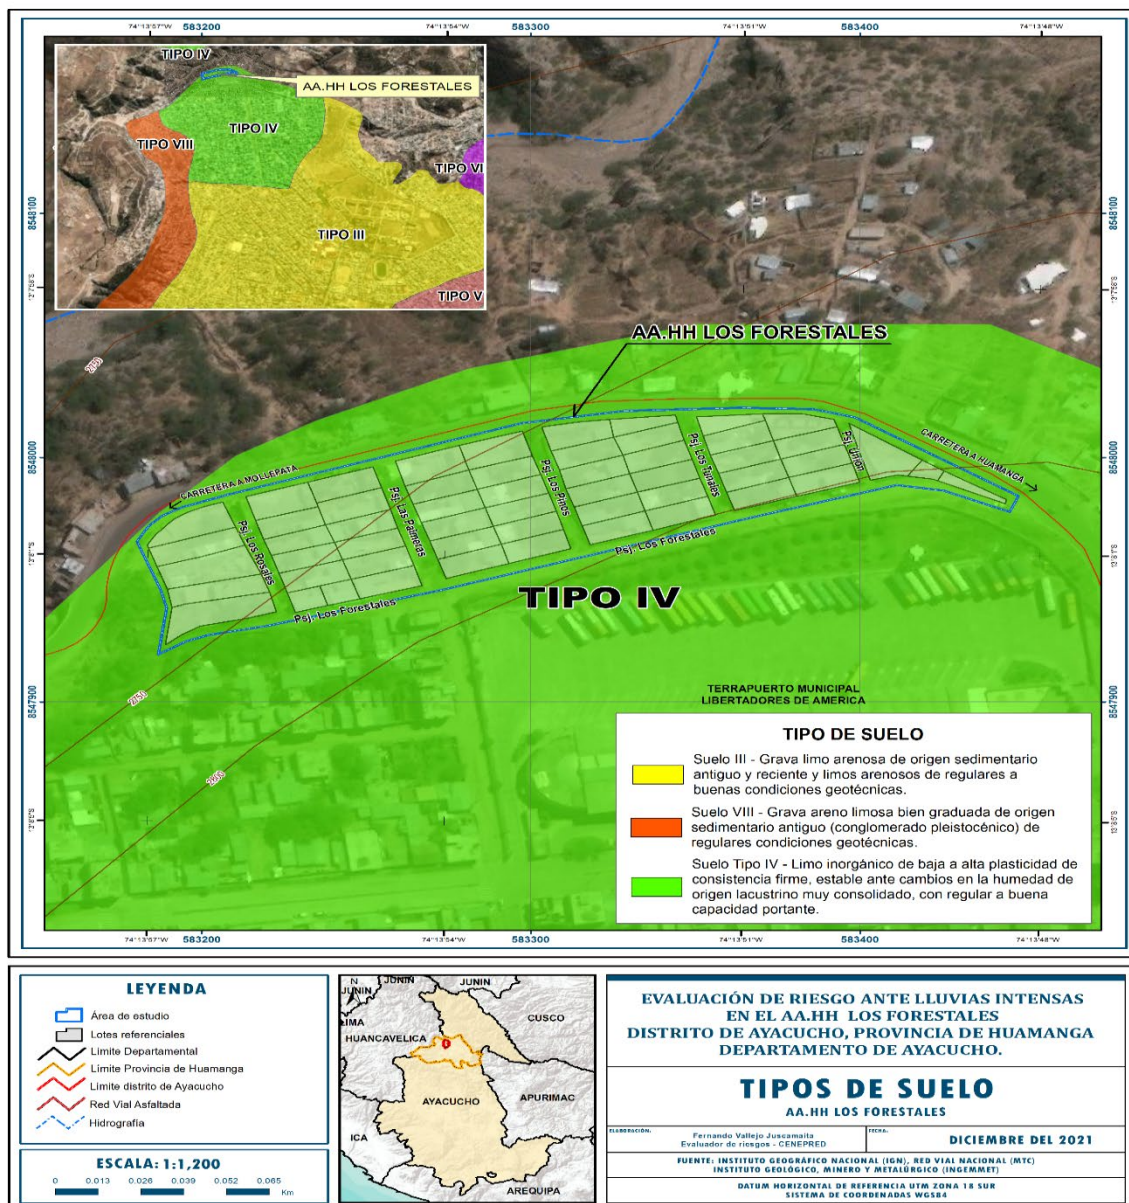 74°13'57"W
74°13'54"W
74°13'51"W
74°13'48"W
583200
583300
583400
TIPO IV
AA.HH LOS FORESTALES
TIPO IV
TIPO VIII
TIPO VI
TIPO III
TIPO V
8548100
8548100
2750
AA.HH LOS FORESTALES
8548000
8548000
CARRETERA A MOLLEPATA
CARRETERA A HUAMANGA
Psj. Los Rosales
Psj. Las Palmeras
Psj. Los Pinos
Psj. Los Tunales
Psj. Unión
Psj. Los Forestales
Psj. Los Forestales
TIPO IV
2750
8547900
8547900
TERRAPUERTO MUNICIPAL
LIBERTADORES DE AMERICA
TIPO DE SUELO
Suelo III - Grava limo arenosa de origen sedimentario
antiguo y reciente y limos arenosos de regulares a
buenas condiciones geotécnicas.
Suelo VIII - Grava areno limosa bien graduada de origen
sedimentario antiguo (conglomerado pleistocénico) de
regulares condiciones geotécnicas.
Suelo Tipo IV - Limo inorgánico de baja a alta plasticidad de
consistencia firme, estable ante cambios en la humedad de
origen lacustrino muy consolidado, con regular a buena
capacidad portante.
74°13'57"W
74°13'54"W
74°13'51"W
74°13'48"W
583200
583300
583400
LEYENDA
Área de estudio
Lotes referenciales
Limite Departamental
Limite Provincia de Huamanga
Limite distrito de Ayacucho
Red Vial Asfaltada
Hidrografía
ESCALA: 1:1,200
0 0.013 0.026 0.039 0.052 0.065
Km
N
JUNIN
JUNIN
JUNIN
LIMA
CUSCO
HUANCAVELICA
AYACUCHO
APURIMAC
ICA
AREQUIPA
EVALUACIÓN DE RIESGO ANTE LLUVIAS INTENSAS
EN EL AA.HH LOS FORESTALES
DISTRITO DE AYACUCHO, PROVINCIA DE HUAMANGA
DEPARTAMENTO DE AYACUCHO.
TIPOS DE SUELO
AA.HH LOS FORESTALES
ELABORACIÓN:
Fernando Vallejo Juscamaita
Evaluador de riesgos - CENEPRED
FECHA:
DICIEMBRE DEL 2021
FUENTE: INSTITUTO GEOGRÁFICO NACIONAL (IGN), RED VIAL NACIONAL (MTC)
INSTITUTO GEOLÓGICO, MINERO Y METALÚRGICO (INGEMMET)
DATUM HORIZONTAL DE REFERENCIA UTM ZONA 18 SUR
SISTEMA DE COORDENADAS WGS84